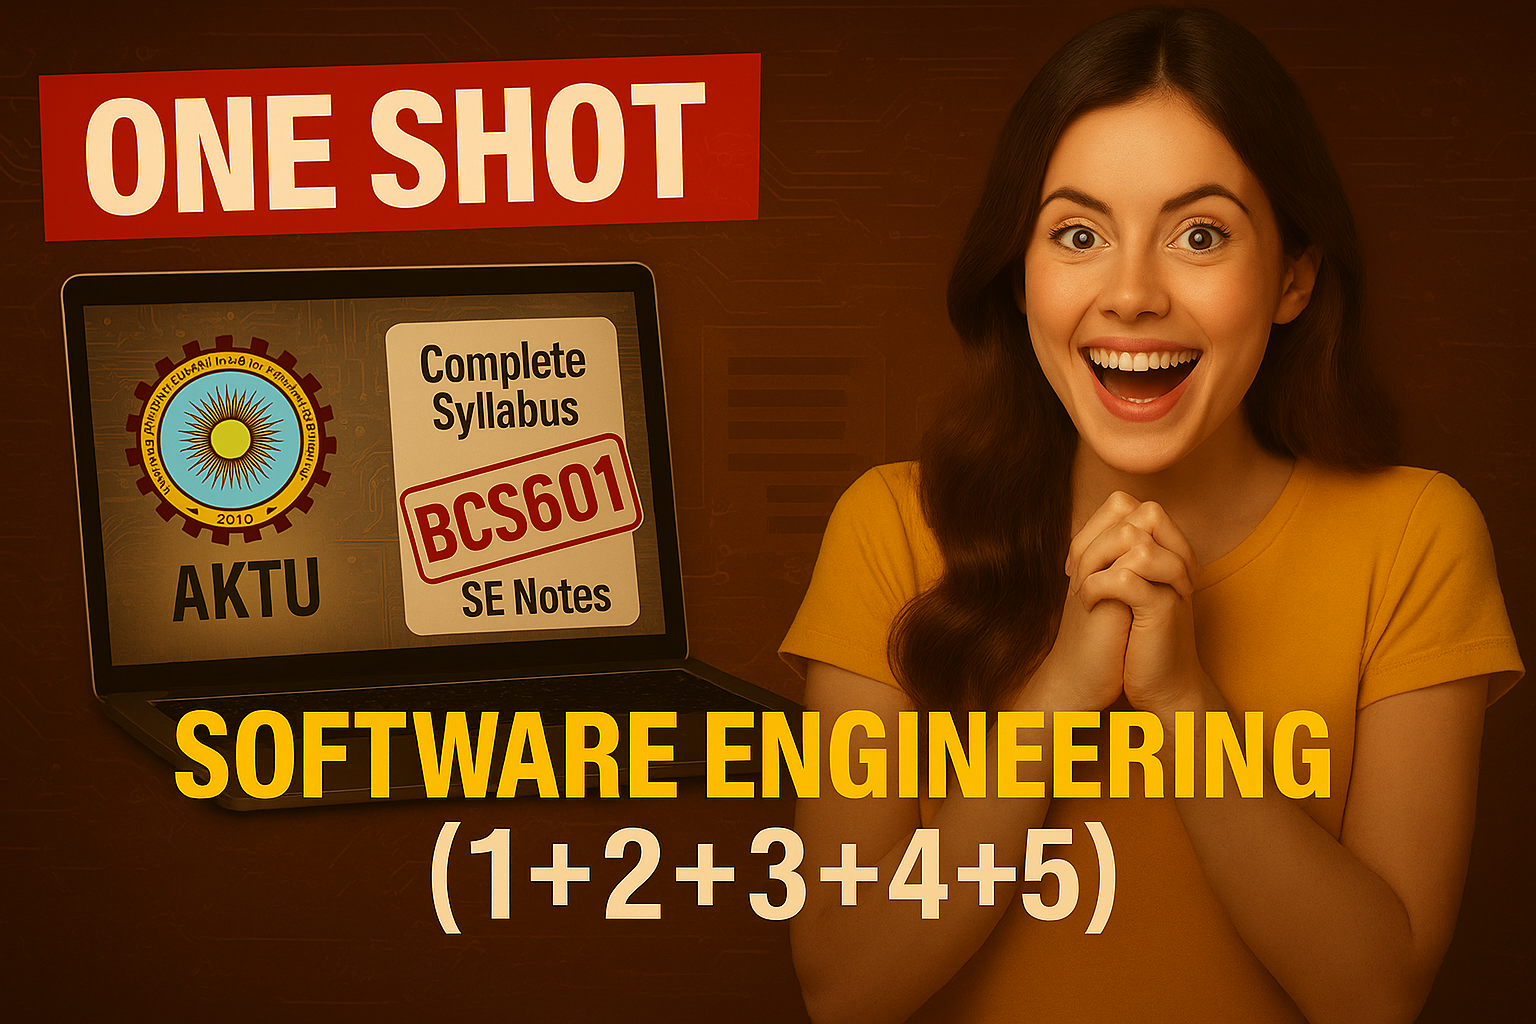 ONE SHOT
2010
AKTU
Complete
Syllabus
BCS601
SE Notes
SOFTWARE ENGINEERING
(1+2+3+4+5)